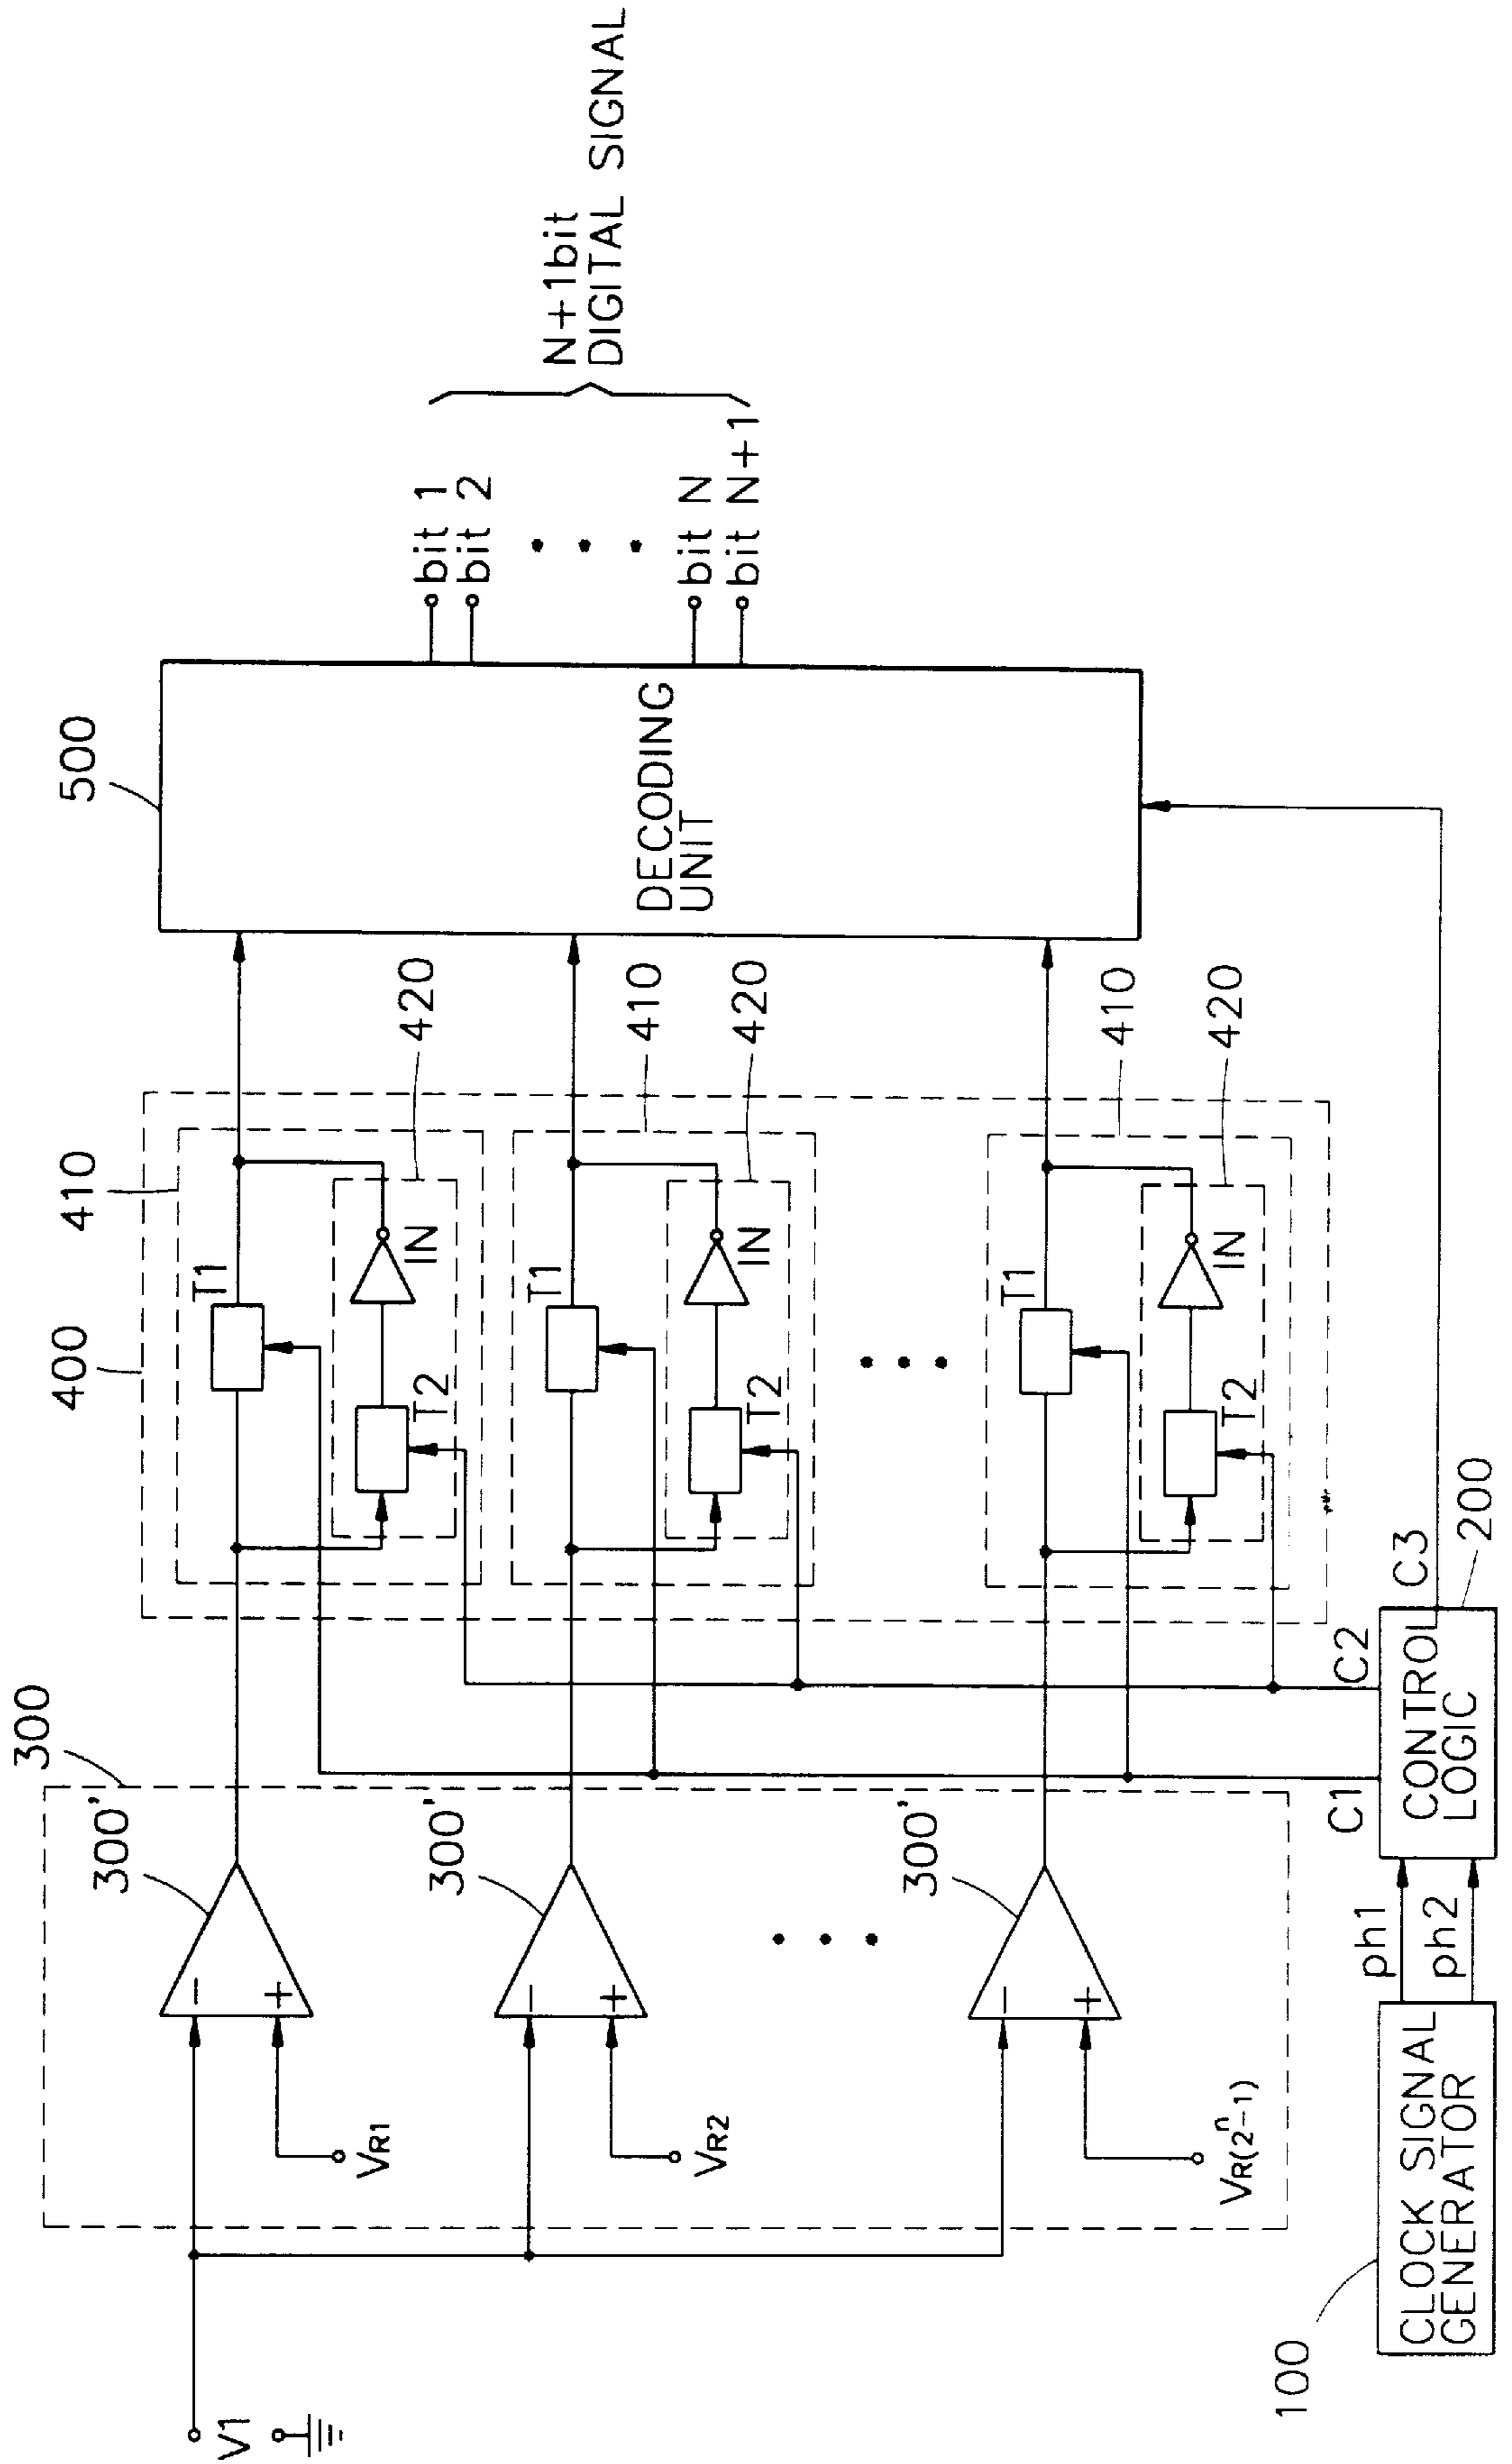 300
300'
300'
300'
V1
VR1
VR2
VR(2ⁿ-1)
400
410
T1
T2
IN
420
410
T1
T2
IN
420
410
T1
T2
IN
420
500
DECODING
UNIT
bit 1
bit 2
bit N
bit N+1
N+1bit
DIGITAL SIGNAL
100
CLOCK SIGNAL
GENERATOR
ph1
ph2
CONTROL
LOGIC
200
C1
C2
C3